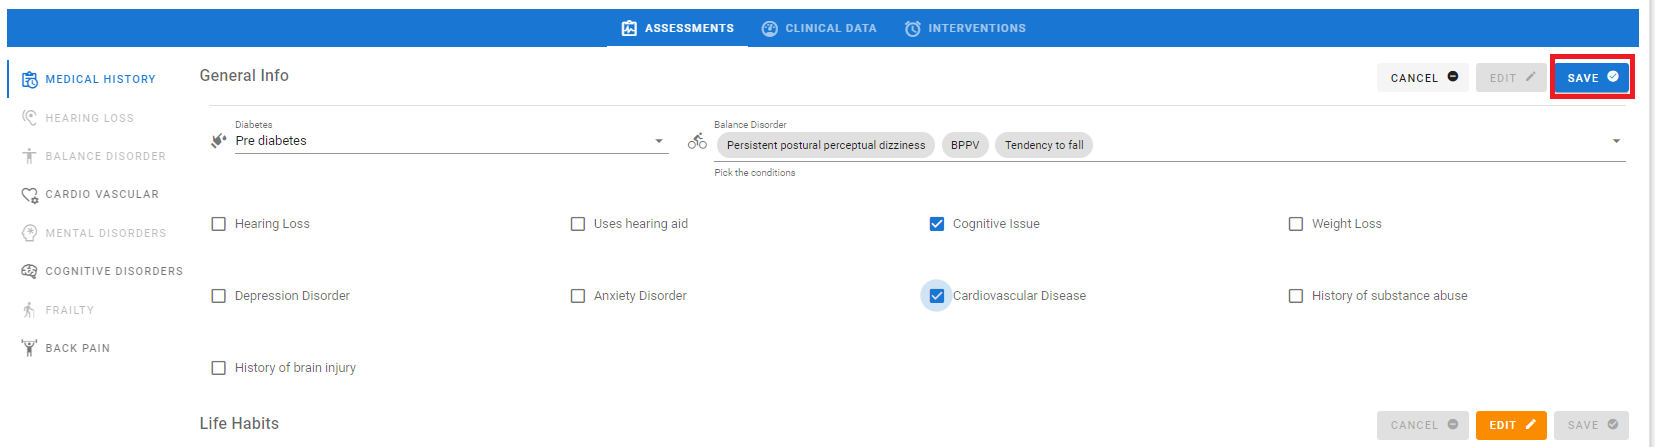 ASSESSMENTS CLINICAL DATA INTERVENTIONS
MEDICAL HISTORY
HEARING LOSS
BALANCE DISORDER
CARDIO VASCULAR
MENTAL DISORDERS
COGNITIVE DISORDERS
FRAILTY
BACK PAIN
General Info CANCEL EDIT SAVE
Diabetes Balance Disorder
Pre diabetes Persistent postural perceptual dizziness BPPV Tendency to fall
Pick the conditions
Hearing Loss Uses hearing aid Cognitive Issue Weight Loss
Depression Disorder Anxiety Disorder Cardiovascular Disease History of substance abuse
History of brain injury
Life Habits CANCEL EDIT SAVE